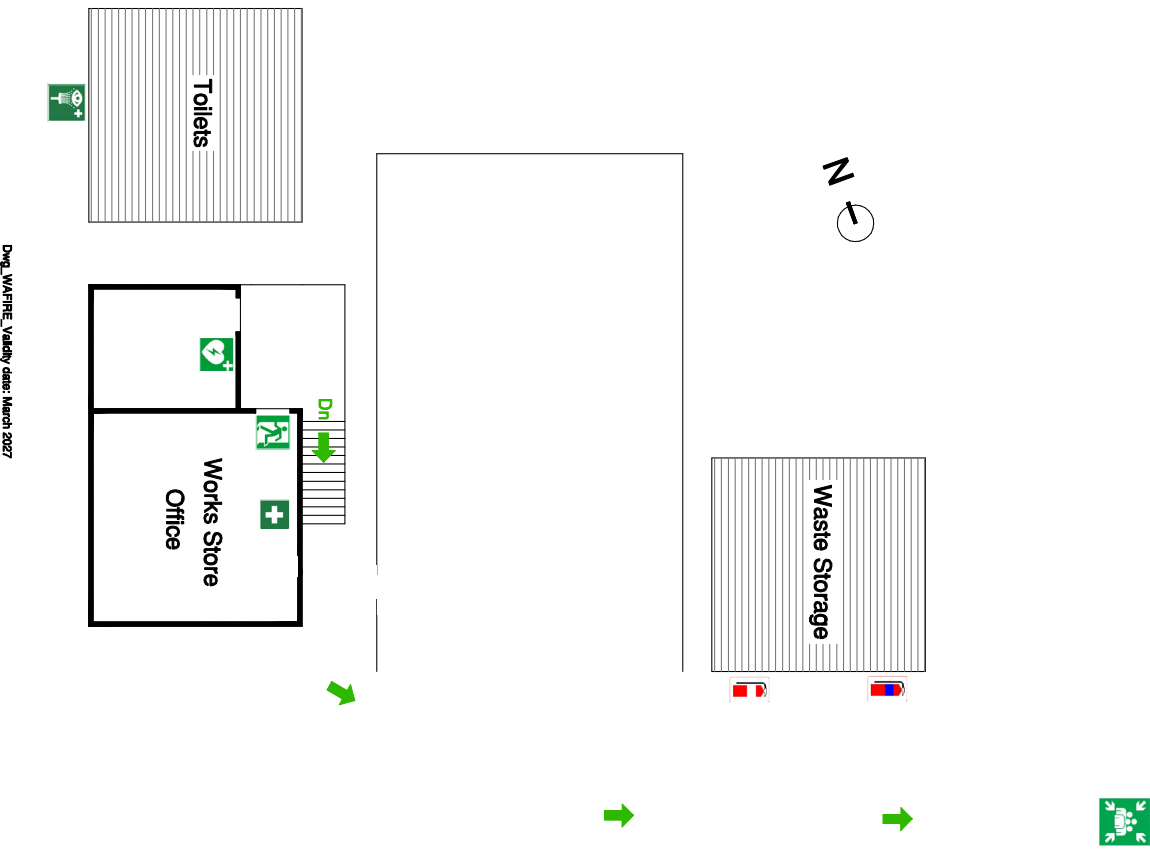 Toilets
N
Dn
Works Store
Office
Waste Storage
Dwg_WAFIRE_Validity date: March 2027